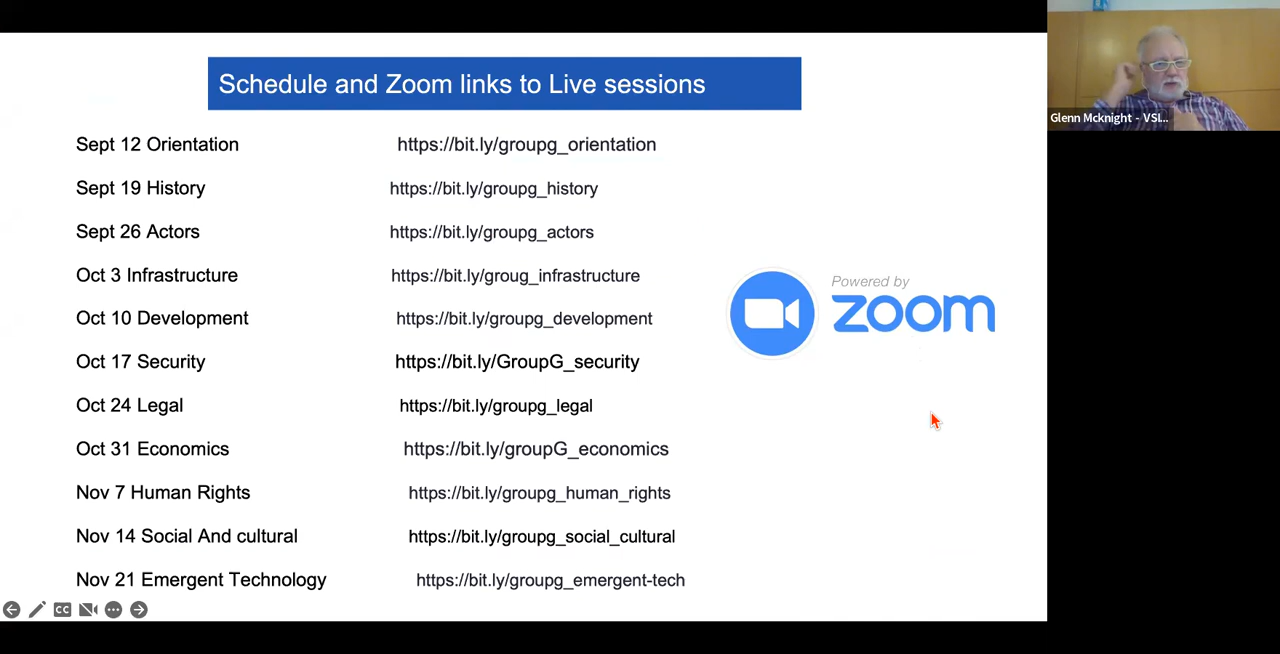 Schedule and Zoom links to Live sessions
Sept 12 Orientation https://bit.ly/groupg_orientation
Sept 19 History https://bit.ly/groupg_history
Sept 26 Actors https://bit.ly/groupg_actors
Oct 3 Infrastructure https://bit.ly/groug_infrastructure
Oct 10 Development https://bit.ly/groupg_development
Oct 17 Security https://bit.ly/GroupG_security
Oct 24 Legal https://bit.ly/groupg_legal
Oct 31 Economics https://bit.ly/groupG_economics
Nov 7 Human Rights https://bit.ly/groupg_human_rights
Nov 14 Social And cultural https://bit.ly/groupg_social_cultural
Nov 21 Emergent Technology https://bit.ly/groupg_emergent-tech
Powered by
zoom
Glenn Mcknight - VSI...
CC